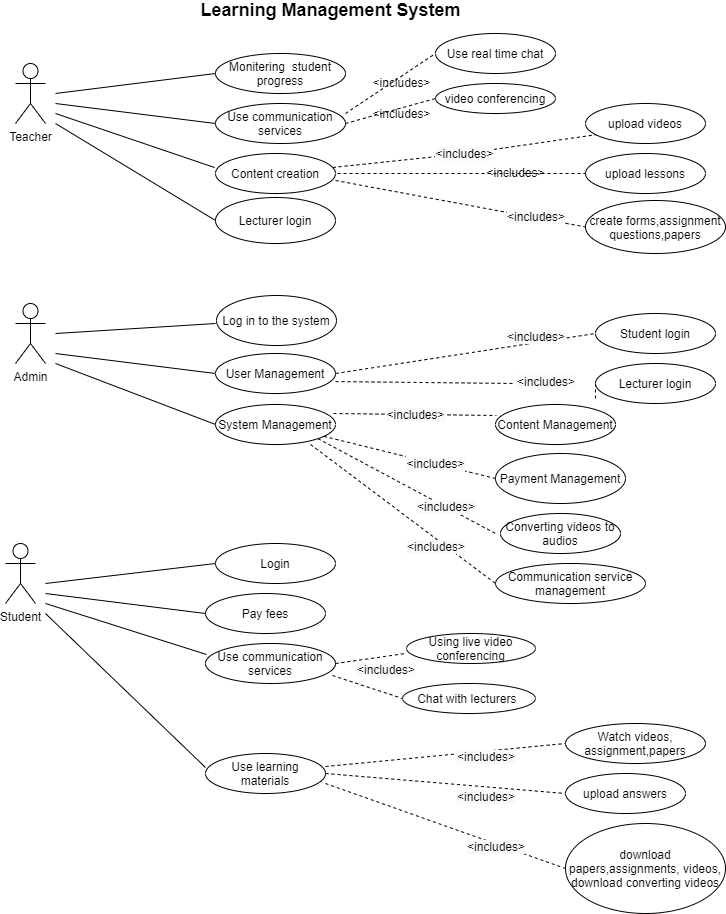 Learning Management System
Monitering student
progress
Use real time chat
<includes>
Teacher
Use communication
services
<includes>
video conferencing
upload videos
<includes>
Content creation
<includes>
upload lessons
Lecturer login
<includes>
create forms,assignment
questions,papers
Log in to the system
<includes>
Student login
Admin
User Management
<includes>
Lecturer login
System Management
<includes>
Content Management
<includes>
Payment Management
<includes>
Converting videos to
audios
<includes>
Communication service
management
Login
Student
Pay fees
Use communication
services
Using live video
conferencing
<includes>
Chat with lecturers
Use learning
materials
Watch videos,
assignment,papers
<includes>
<includes>
upload answers
<includes>
download
papers,assignments, videos,
download converting videos